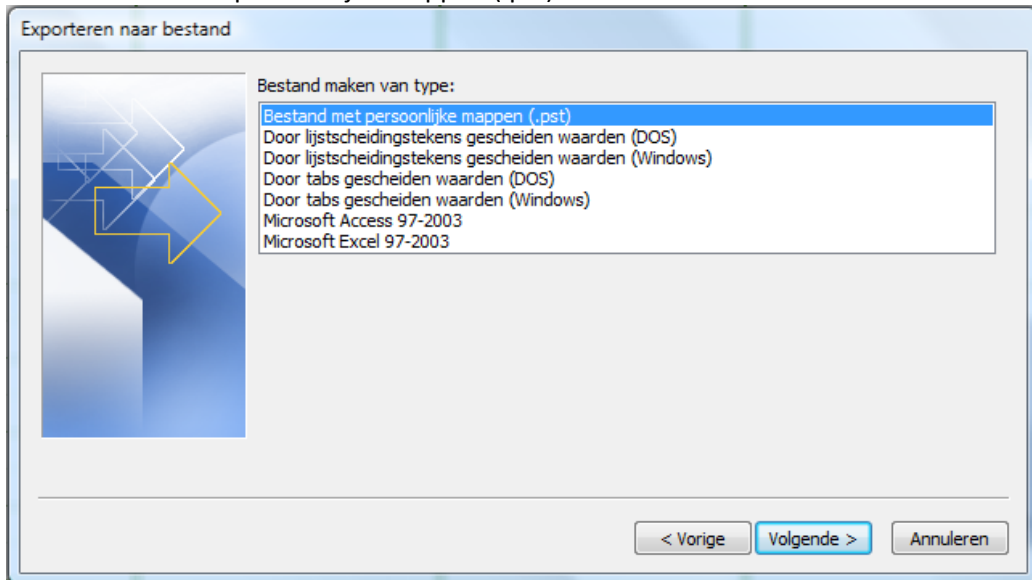 Exporteren naar bestand
Bestand maken van type:
Bestand met persoonlijke mappen (.pst)
Door lijstscheidingstekens gescheiden waarden (DOS)
Door lijstscheidingstekens gescheiden waarden (Windows)
Door tabs gescheiden waarden (DOS)
Door tabs gescheiden waarden (Windows)
Microsoft Access 97-2003
Microsoft Excel 97-2003
< Vorige
Volgende >
Annuleren